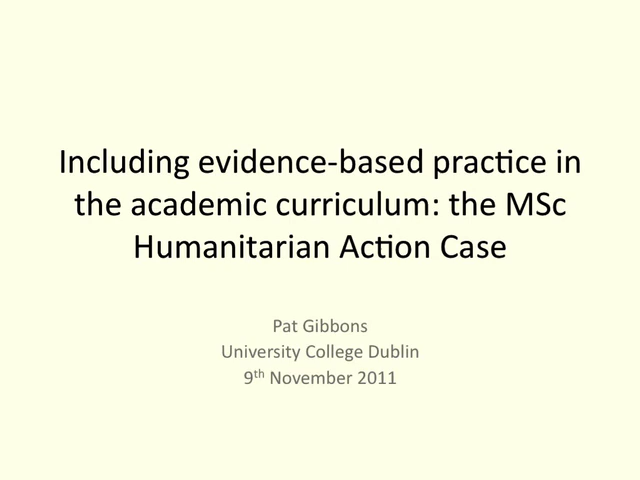 Including evidence-based practice in
the academic curriculum: the MSc
Humanitarian Action Case
Pat Gibbons
University College Dublin
9th November 2011